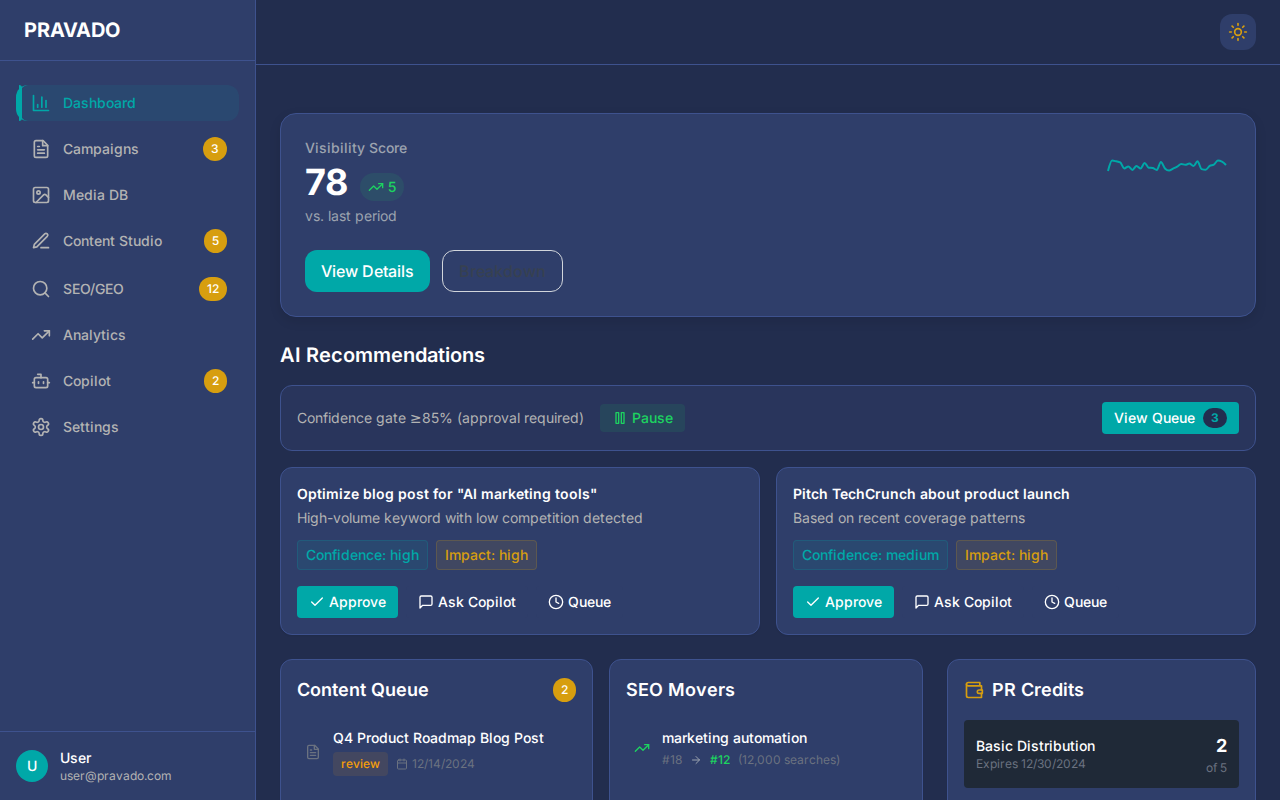 PRAVADO
Dashboard
Campaigns 3
Media DB
Content Studio 5
SEO/GEO 12
Analytics
Copilot 2
Settings
U
User
user@pravado.com
Visibility Score
78 5
vs. last period
View Details
AI Recommendations
Confidence gate ≥85% (approval required) Pause View Queue 3
Optimize blog post for "AI marketing tools"
High-volume keyword with low competition detected
Confidence: high Impact: high
Approve Ask Copilot Queue
Pitch TechCrunch about product launch
Based on recent coverage patterns
Confidence: medium Impact: high
Approve Ask Copilot Queue
Content Queue 2
Q4 Product Roadmap Blog Post
review 12/14/2024
SEO Movers
marketing automation
#18 → #12 (12,000 searches)
PR Credits
Basic Distribution 2
Expires 12/30/2024 of 5